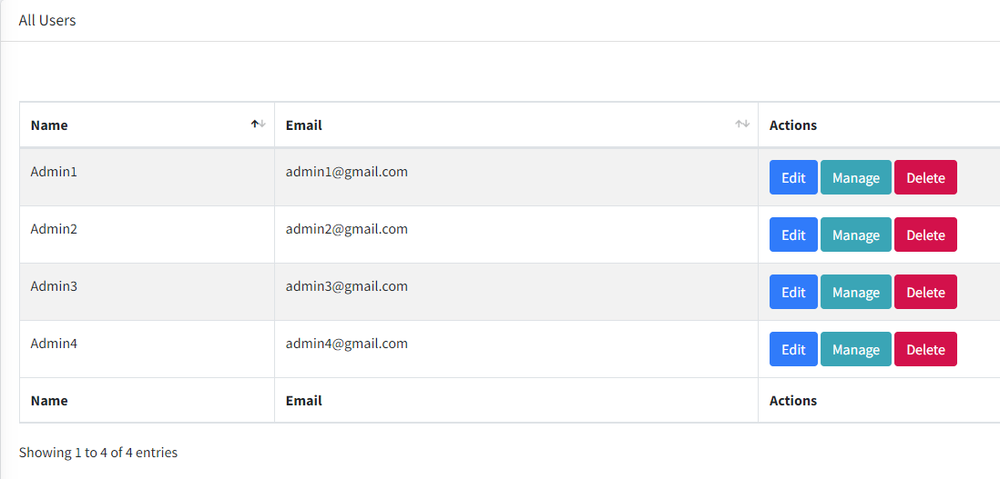 All Users
Name Email Actions
Admin1 admin1@gmail.com Edit Manage Delete
Admin2 admin2@gmail.com Edit Manage Delete
Admin3 admin3@gmail.com Edit Manage Delete
Admin4 admin4@gmail.com Edit Manage Delete
Name Email Actions
Showing 1 to 4 of 4 entries